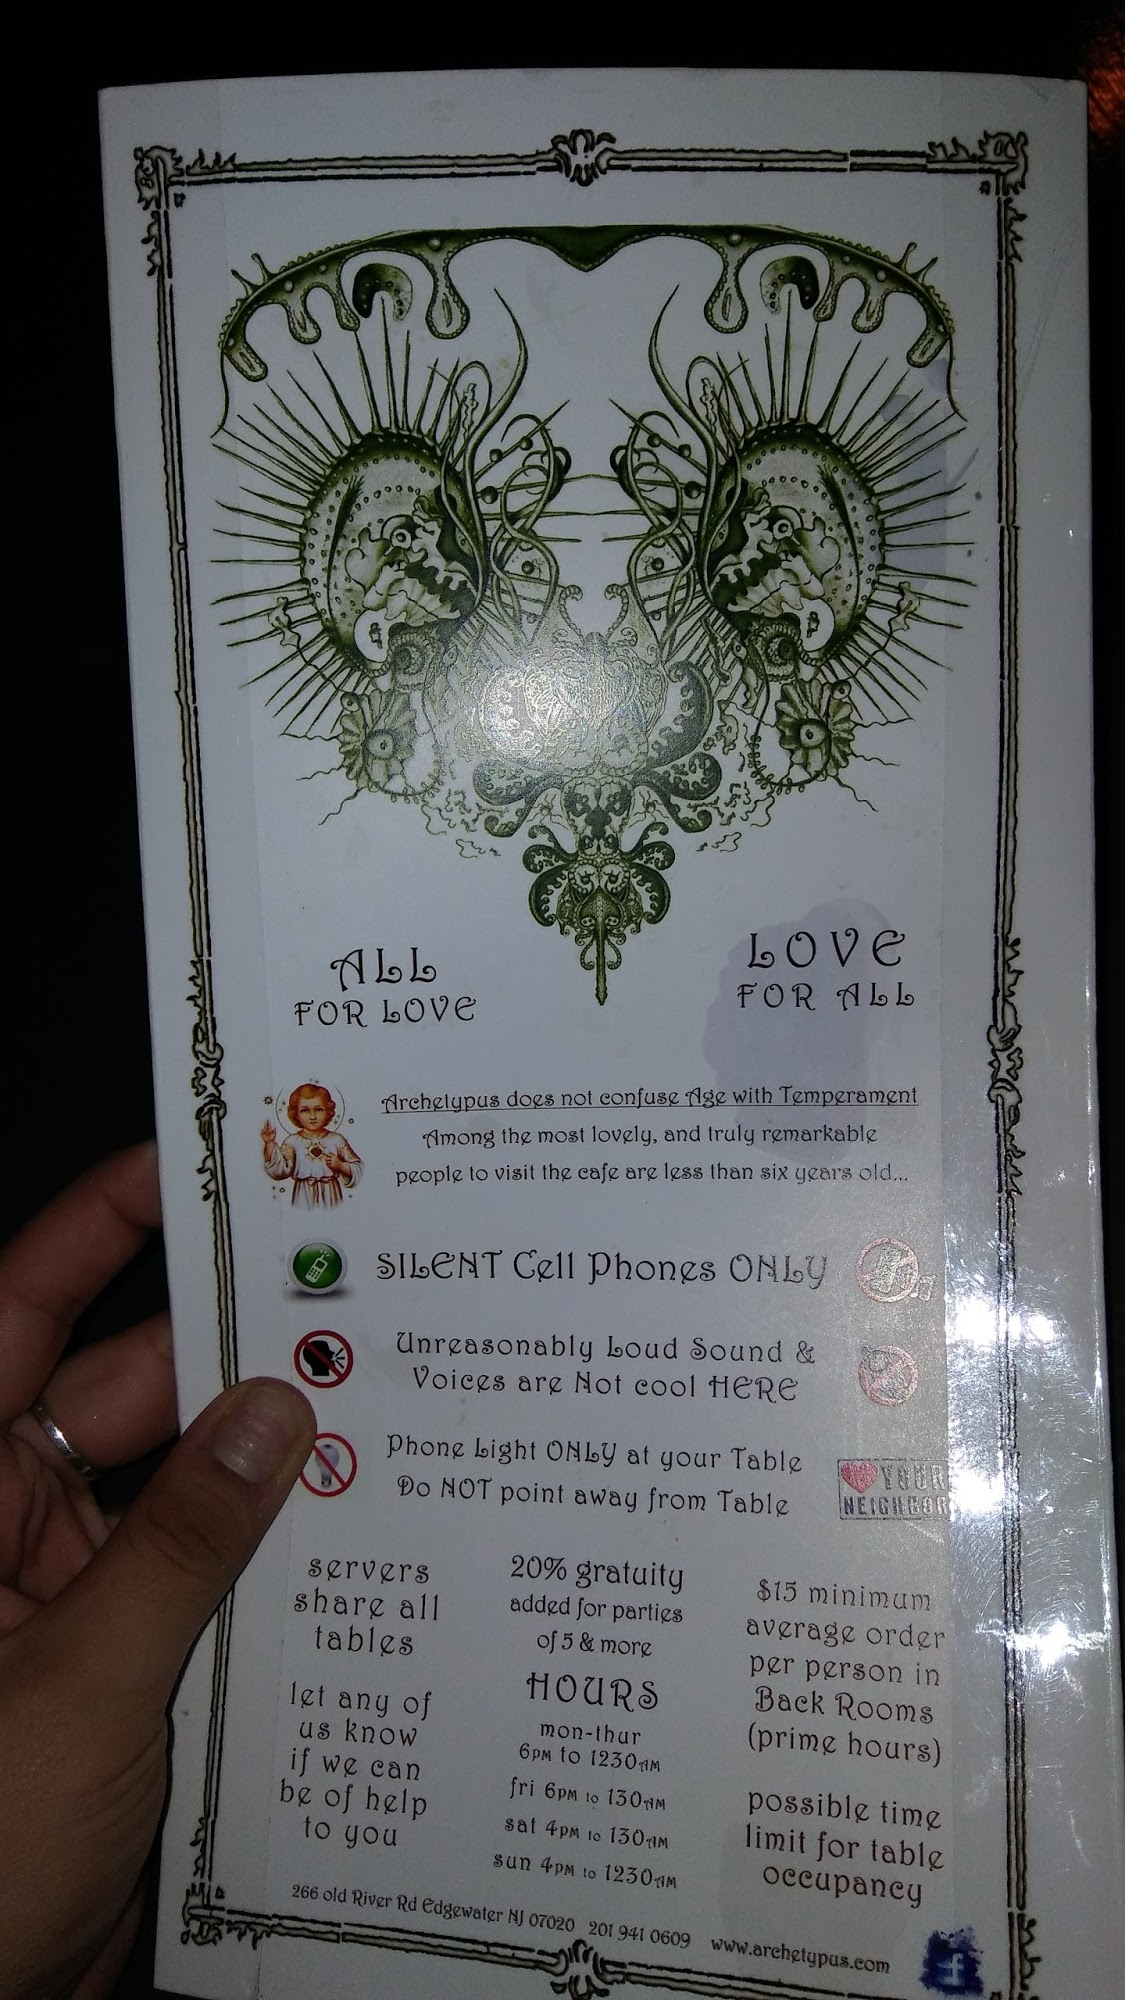 ALL
FOR LOVE
LOVE
FOR ALL
Archetypus does not confuse Age with Temperament
Among the most lovely, and truly remarkable
people to visit the cafe are less than six years old...
SILENT Cell Phones ONLY
Unreasonably Loud Sound &
Voices are Not cool HERE
Phone Light ONLY at your Table
Do NOT point away from Table
YOUR
NEIGHBOR
servers
share all
tables
let any of
us know
if we can
be of help
to you
20% gratuity
added for parties
of 5 & more
HOURS
mon-thur
6PM to 1230AM
fri 6PM to 130AM
sat 4PM to 130AM
sun 4PM to 1230AM
$15 minimum
average order
per person in
Back Rooms
(prime hours)
possible time
limit for table
occupancy
266 old River Rd Edgewater NJ 07020 201 941 0609 www.archetypus.com
f